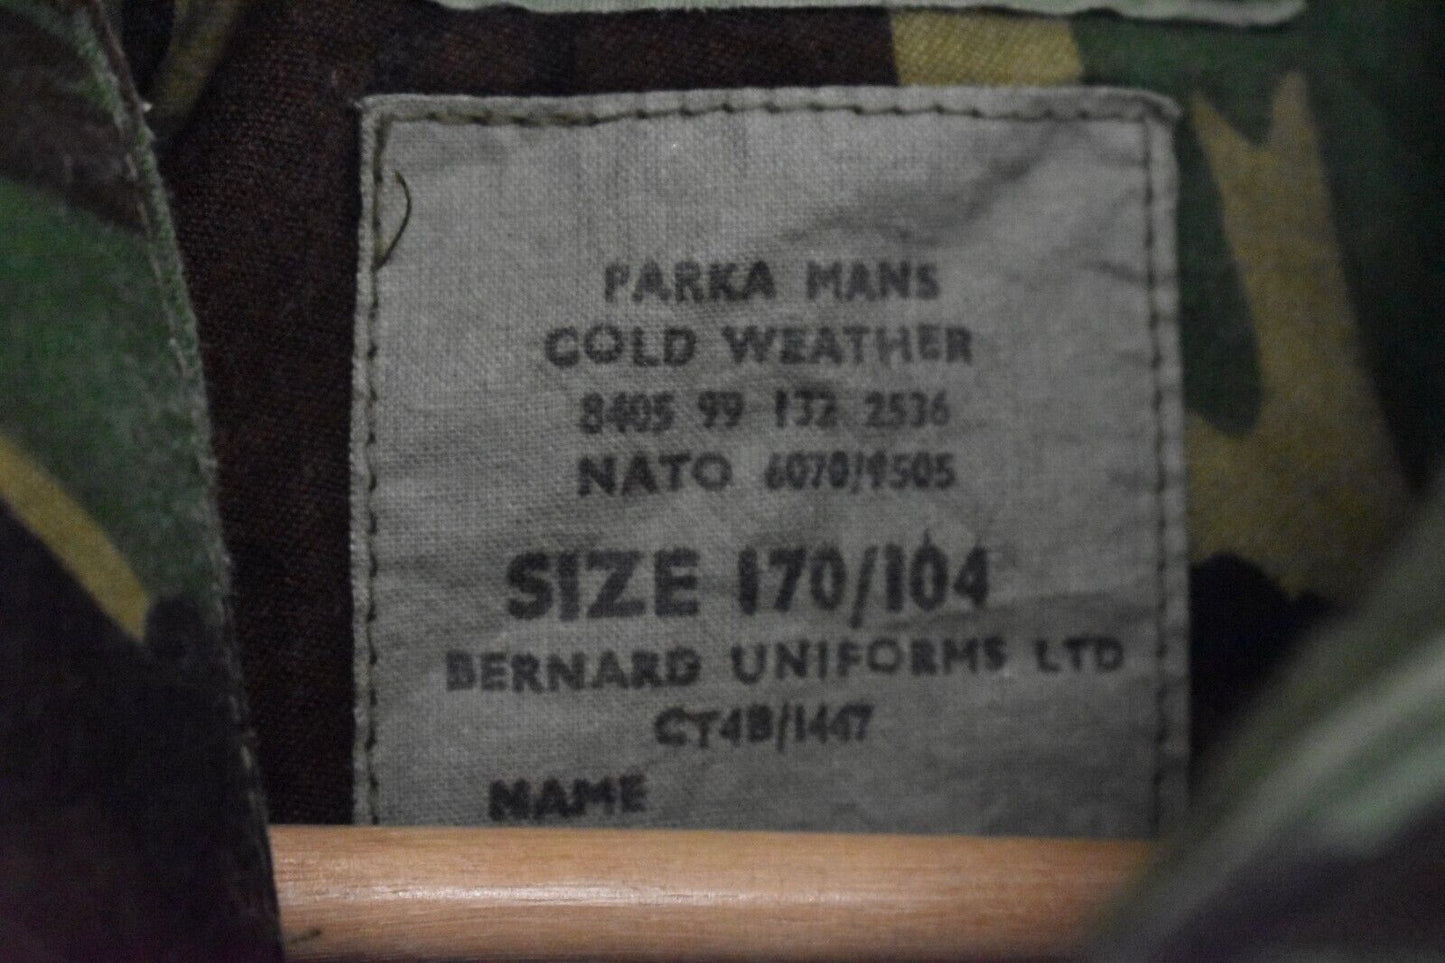 PARKA MANS
COLD WEATHER
8405 99 132 2536
NATO 6070/9505
SIZE 170/104
BERNARD UNIFORMS LTD
CT4B/1447
NAME